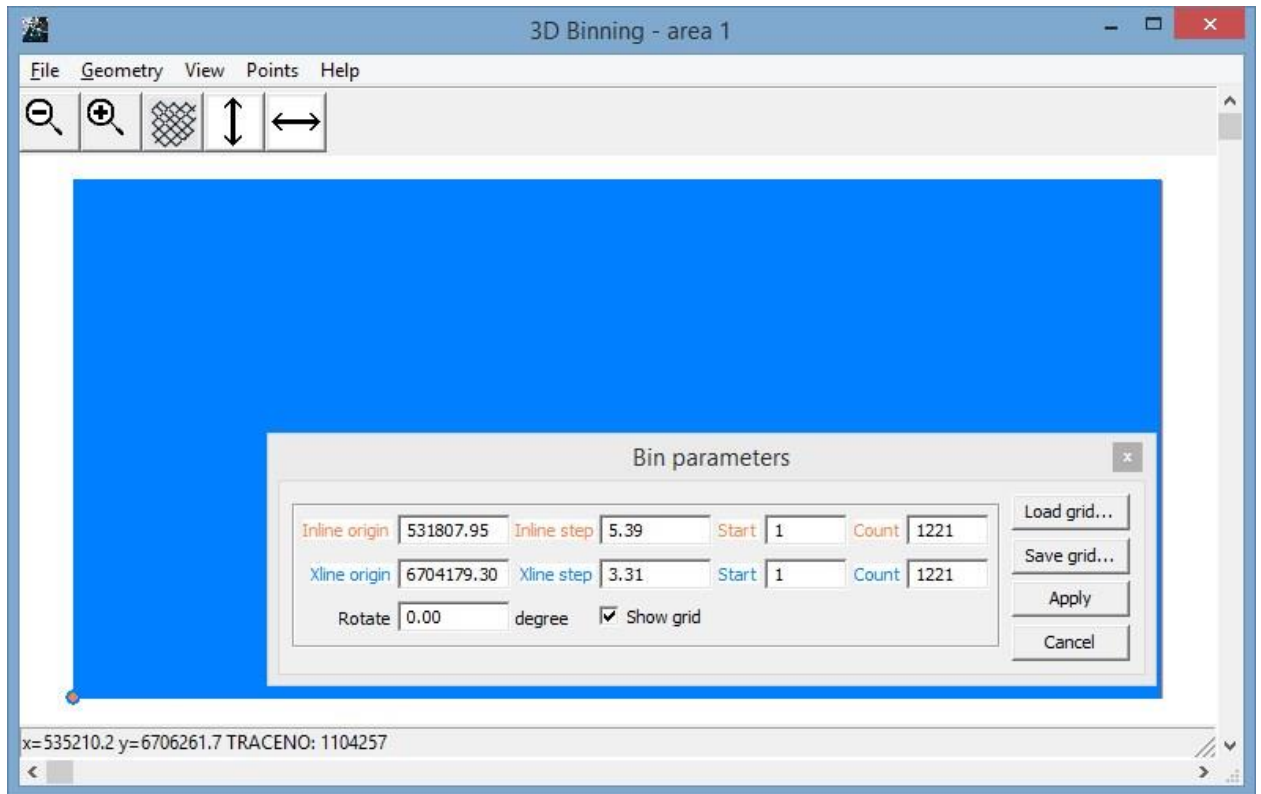 3D Binning - area 1
File Geometry View Points Help
Bin parameters
Inline origin 531807.95 Inline step 5.39 Start 1 Count 1221
Xline origin 6704179.30 Xline step 3.31 Start 1 Count 1221
Rotate 0.00 degree Show grid
Load grid...
Save grid...
Apply
Cancel
x=535210.2 y=6706261.7 TRACENO: 1104257